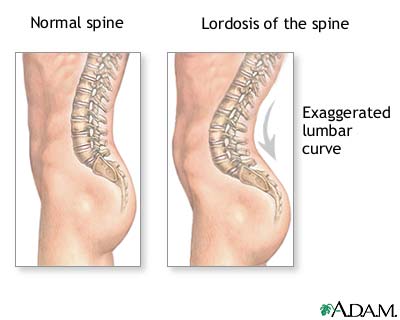 Normal spine
Lordosis of the spine
Exaggerated
lumbar
curve
A.D.A.M.